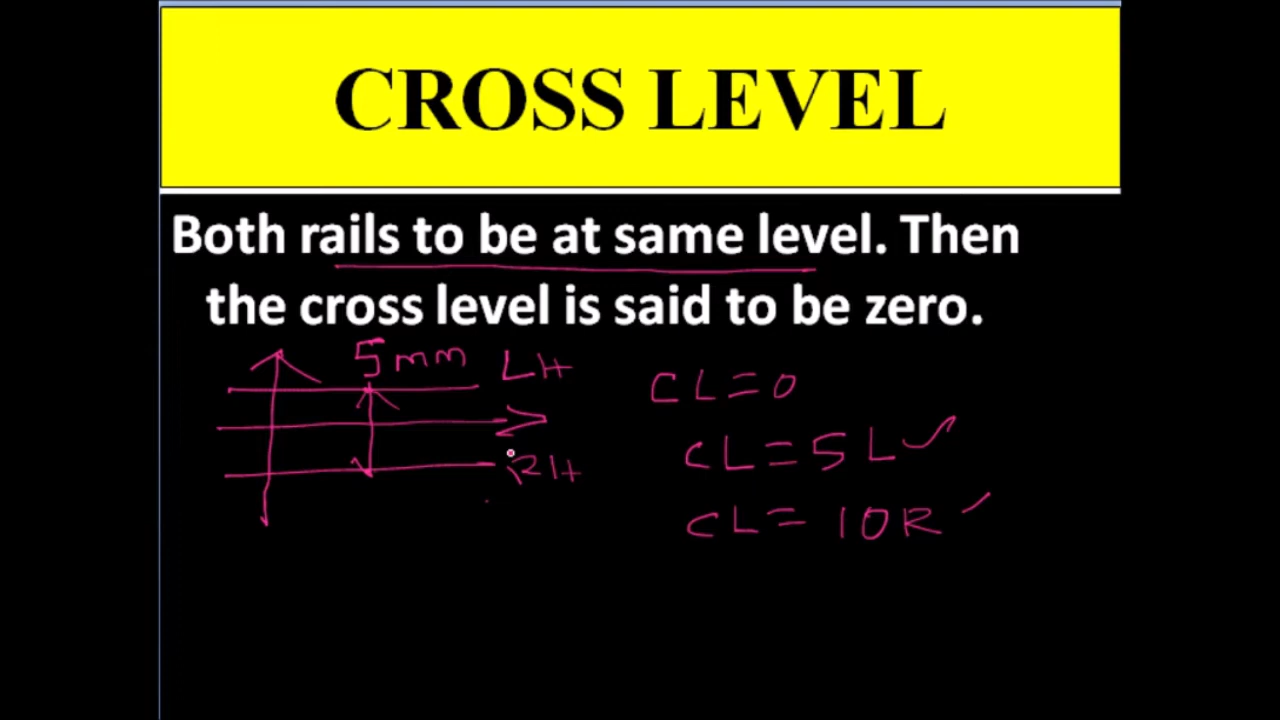 CROSS LEVEL
Both rails to be at same level. Then
the cross level is said to be zero.
5mm LH
RH
CL=0
CL=5L
CL=10R